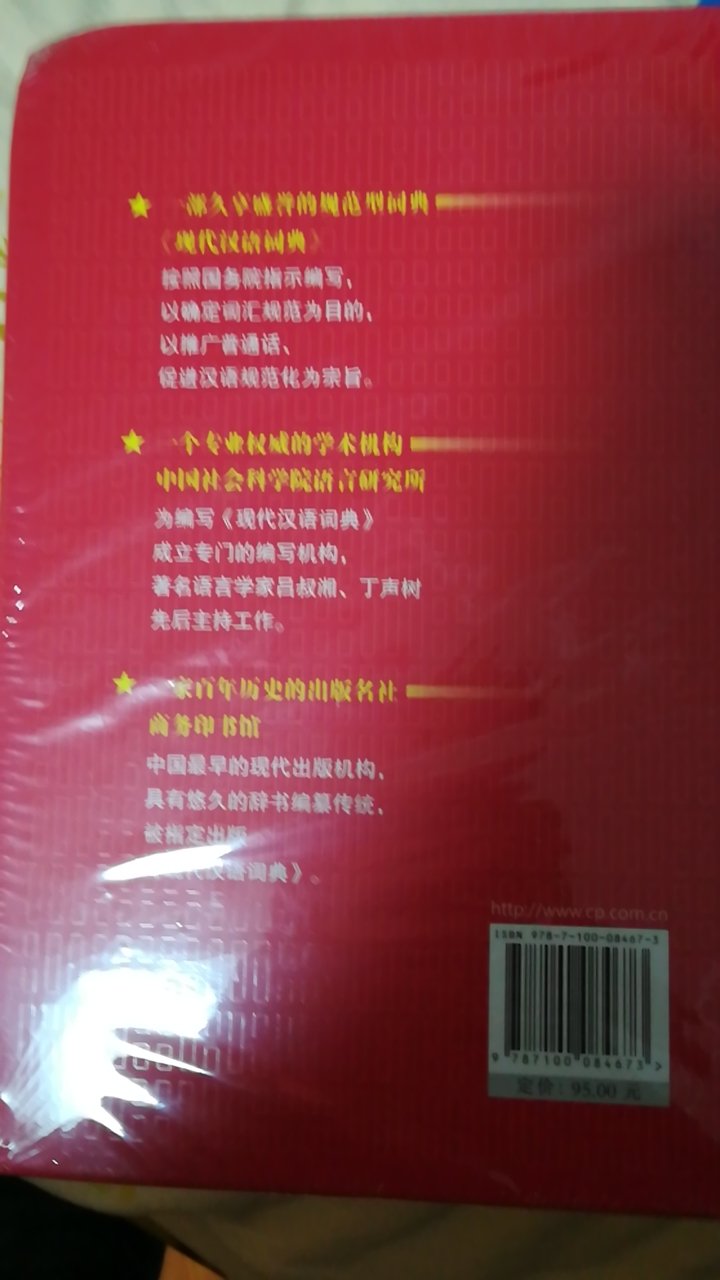 一部久享盛誉的规范型词典
《现代汉语词典》
按照国务院指示编写，
以确定词汇规范为目的，
以推广普通话、
促进汉语规范化为宗旨。
一个专业权威的学术机构
中国社会科学院语言研究所
为编写《现代汉语词典》
成立专门的编写机构，
著名语言学家吕叔湘、丁声树
先后主持工作。
一家百年历史的出版名社
商务印书馆
中国最早的现代出版机构，
具有悠久的辞书编纂传统，
被指定出版
《现代汉语词典》。
http://www.cp.com.cn
ISBN 978-7-100-08467-3
9 787100 084673 >
定价：95.00 元